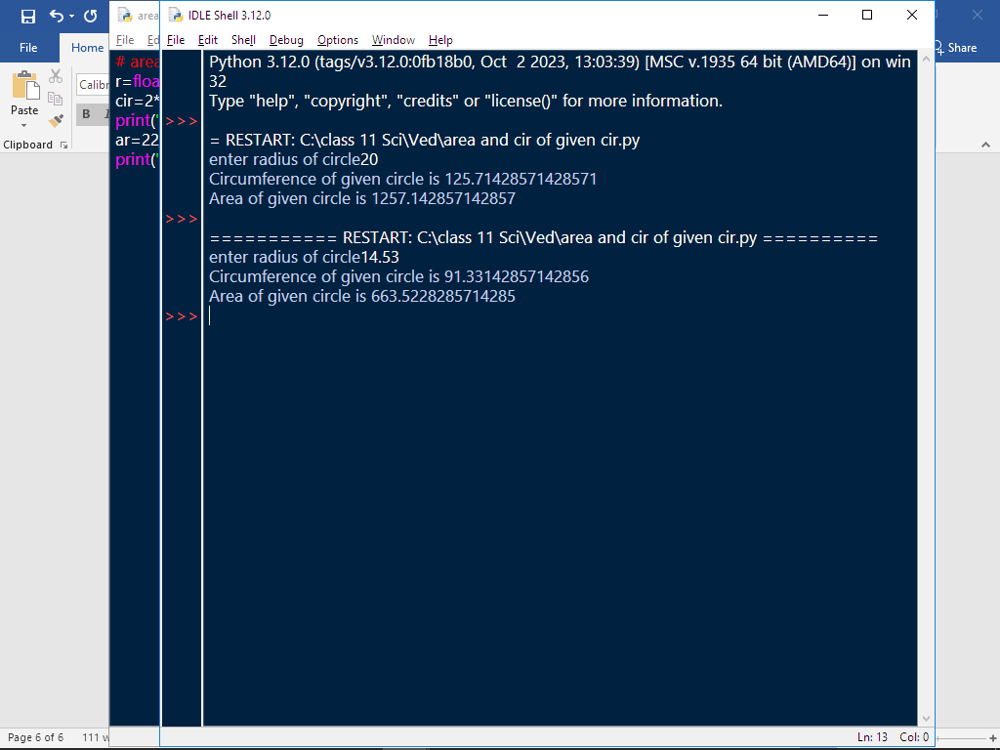 area
IDLE Shell 3.12.0
File Home Share
File Ed
File Edit Shell Debug Options Window Help
Paste
Clipboard
Calibr
B I
# area
r=floa
cir=2*
print('
ar=22
print('
Python 3.12.0 (tags/v3.12.0:0fb18b0, Oct  2 2023, 13:03:39) [MSC v.1935 64 bit (AMD64)] on win
32
Type "help", "copyright", "credits" or "license()" for more information.
>>>
= RESTART: C:\class 11 Sci\Ved\area and cir of given cir.py
enter radius of circle20
Circumference of given circle is 125.71428571428571
Area of given circle is 1257.142857142857
>>>
=========== RESTART: C:\class 11 Sci\Ved\area and cir of given cir.py ==========
enter radius of circle14.53
Circumference of given circle is 91.33142857142856
Area of given circle is 663.5228285714285
>>>
Ln: 13 Col: 0
Page 6 of 6 111 w